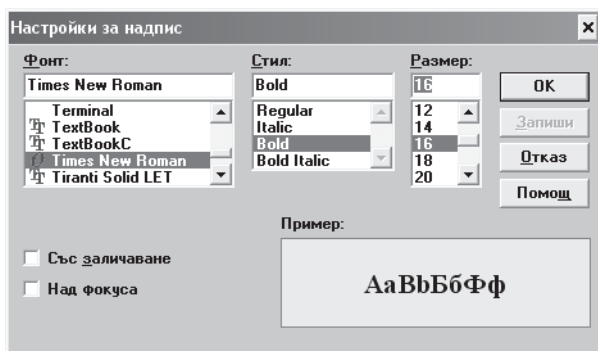 Настройки за надпис
Фонт:
Times New Roman
Terminal
TextBook
TextBookC
Times New Roman
Tiranti Solid LET
Стил:
Bold
Regular
Italic
Bold
Bold Italic
Размер:
16
12
14
16
18
20
OK
Запиши
Отказ
Помощ
Със заличаване
Над фокуса
Пример:
АаВbБбФф